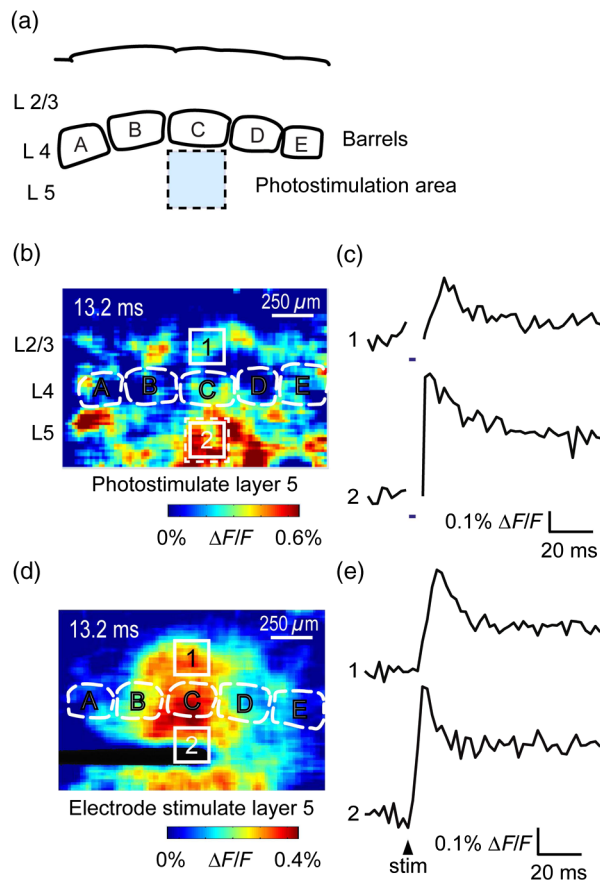 (a)
L 2/3
L 4
L 5
A B C D E
Barrels
Photostimulation area
(b)
13.2 ms
250 μm
L2/3
L4
L5
1
A B C D E
2
Photostimulate layer 5
0% ΔF/F 0.6%
(c)
1
2
0.1% ΔF/F
20 ms
(d)
13.2 ms
250 μm
1
A B C D E
2
Electrode stimulate layer 5
0% ΔF/F 0.4%
(e)
1
2
stim
0.1% ΔF/F
20 ms